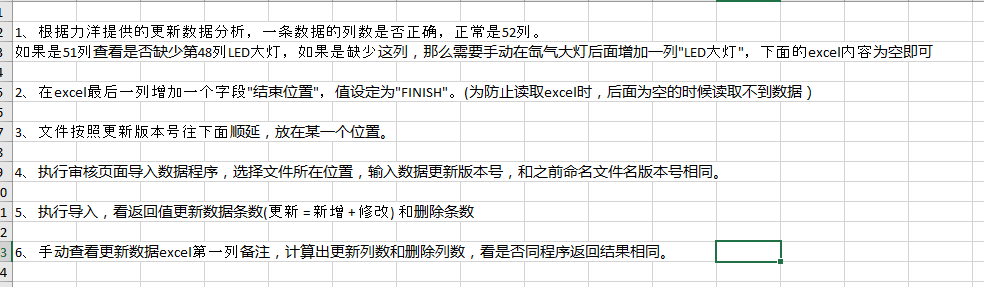 1
2
1、根据力洋提供的更新数据分析，一条数据的列数是否正确，正常是52列。
3
如果是51列查看是否缺少第48列LED大灯，如果是缺少这列，那么需要手动在氙气大灯后面增加一列"LED大灯"，下面的excel内容为空即可
4
5
2、在excel最后一列增加一个字段"结束位置"，值设定为"FINISH"。(为防止读取excel时，后面为空的时候读取不到数据）
6
7
3、文件按照更新版本号往下面顺延，放在某一个位置。
8
9
4、执行审核页面导入数据程序，选择文件所在位置，输入数据更新版本号，和之前命名文件名版本号相同。
0
1
5、执行导入，看返回值更新数据条数(更新=新增+修改) 和删除条数
2
3
6、手动查看更新数据excel第一列备注，计算出更新列数和删除列数，看是否同程序返回结果相同。
4